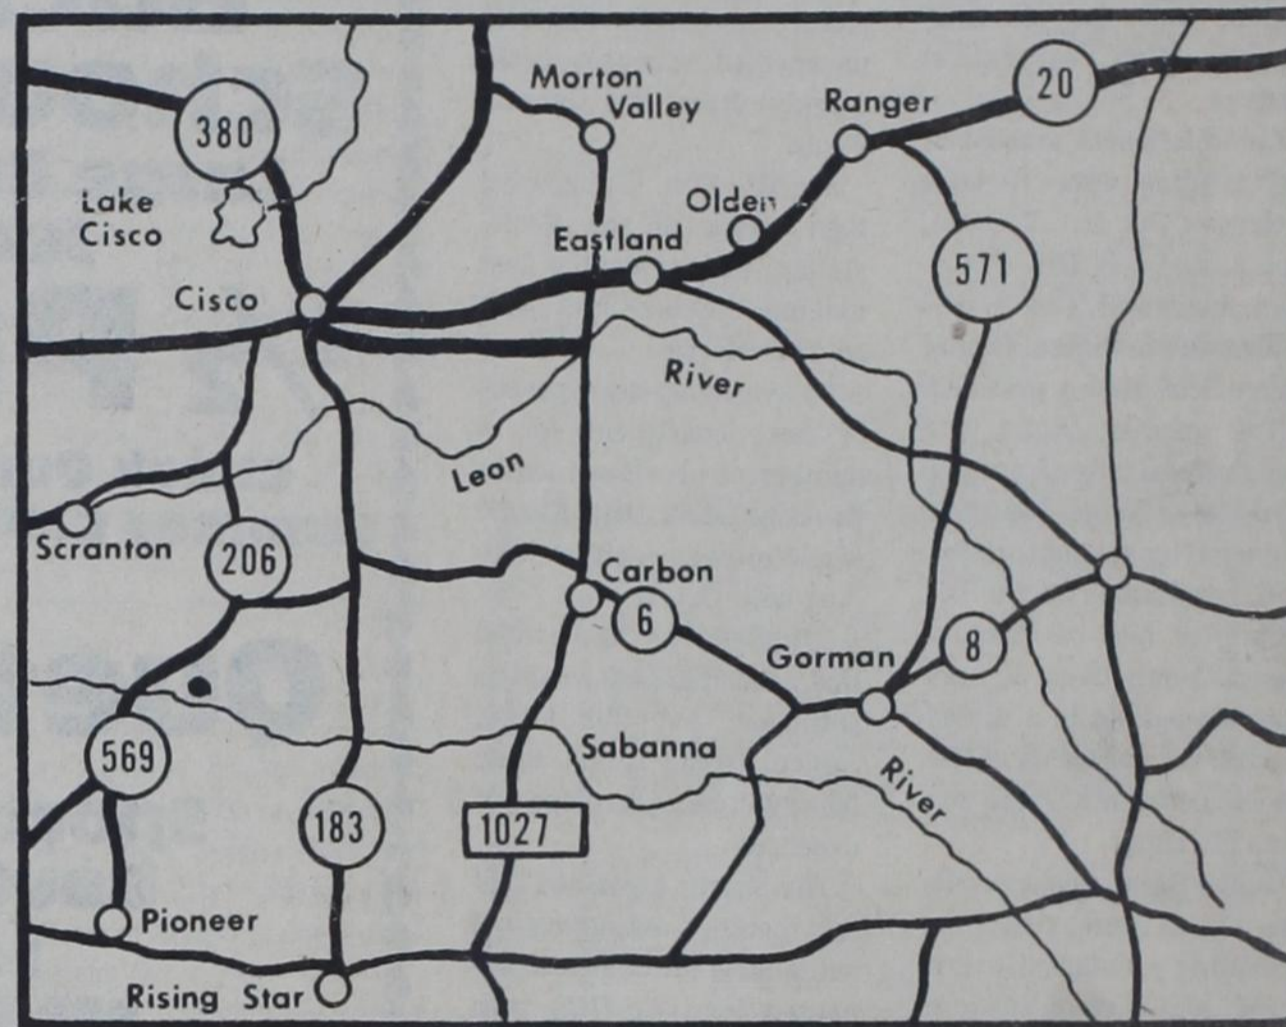 Morton
Valley
Ranger
20
380
Lake
Cisco
Olden
Eastland
571
Cisco
River
Leon
Scranton
206
Carbon
6
8
Gorman
Sabanna
569
River
183
1027
Pioneer
Rising Star